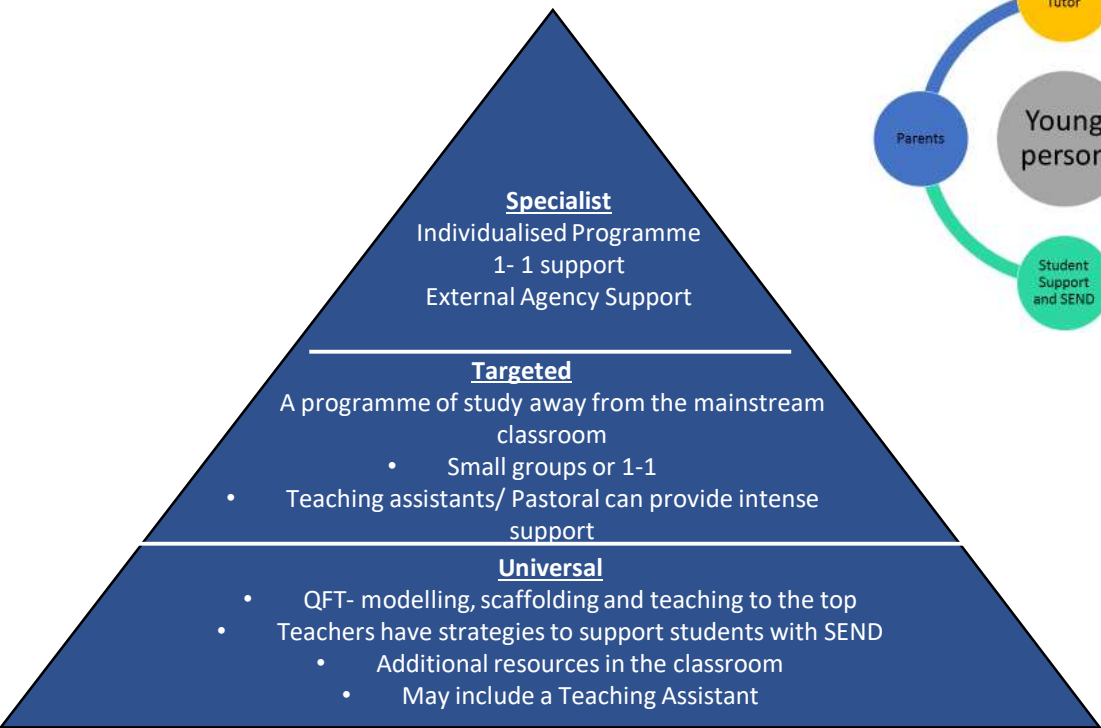 Specialist
Individualised Programme
1- 1 support
External Agency Support
Targeted
A programme of study away from the mainstream
classroom
• Small groups or 1-1
• Teaching assistants/ Pastoral can provide intense
support
Universal
• QFT- modelling, scaffolding and teaching to the top
• Teachers have strategies to support students with SEND
• Additional resources in the classroom
• May include a Teaching Assistant
Tutor
Parents
Young
person
Student
Support
and SEND